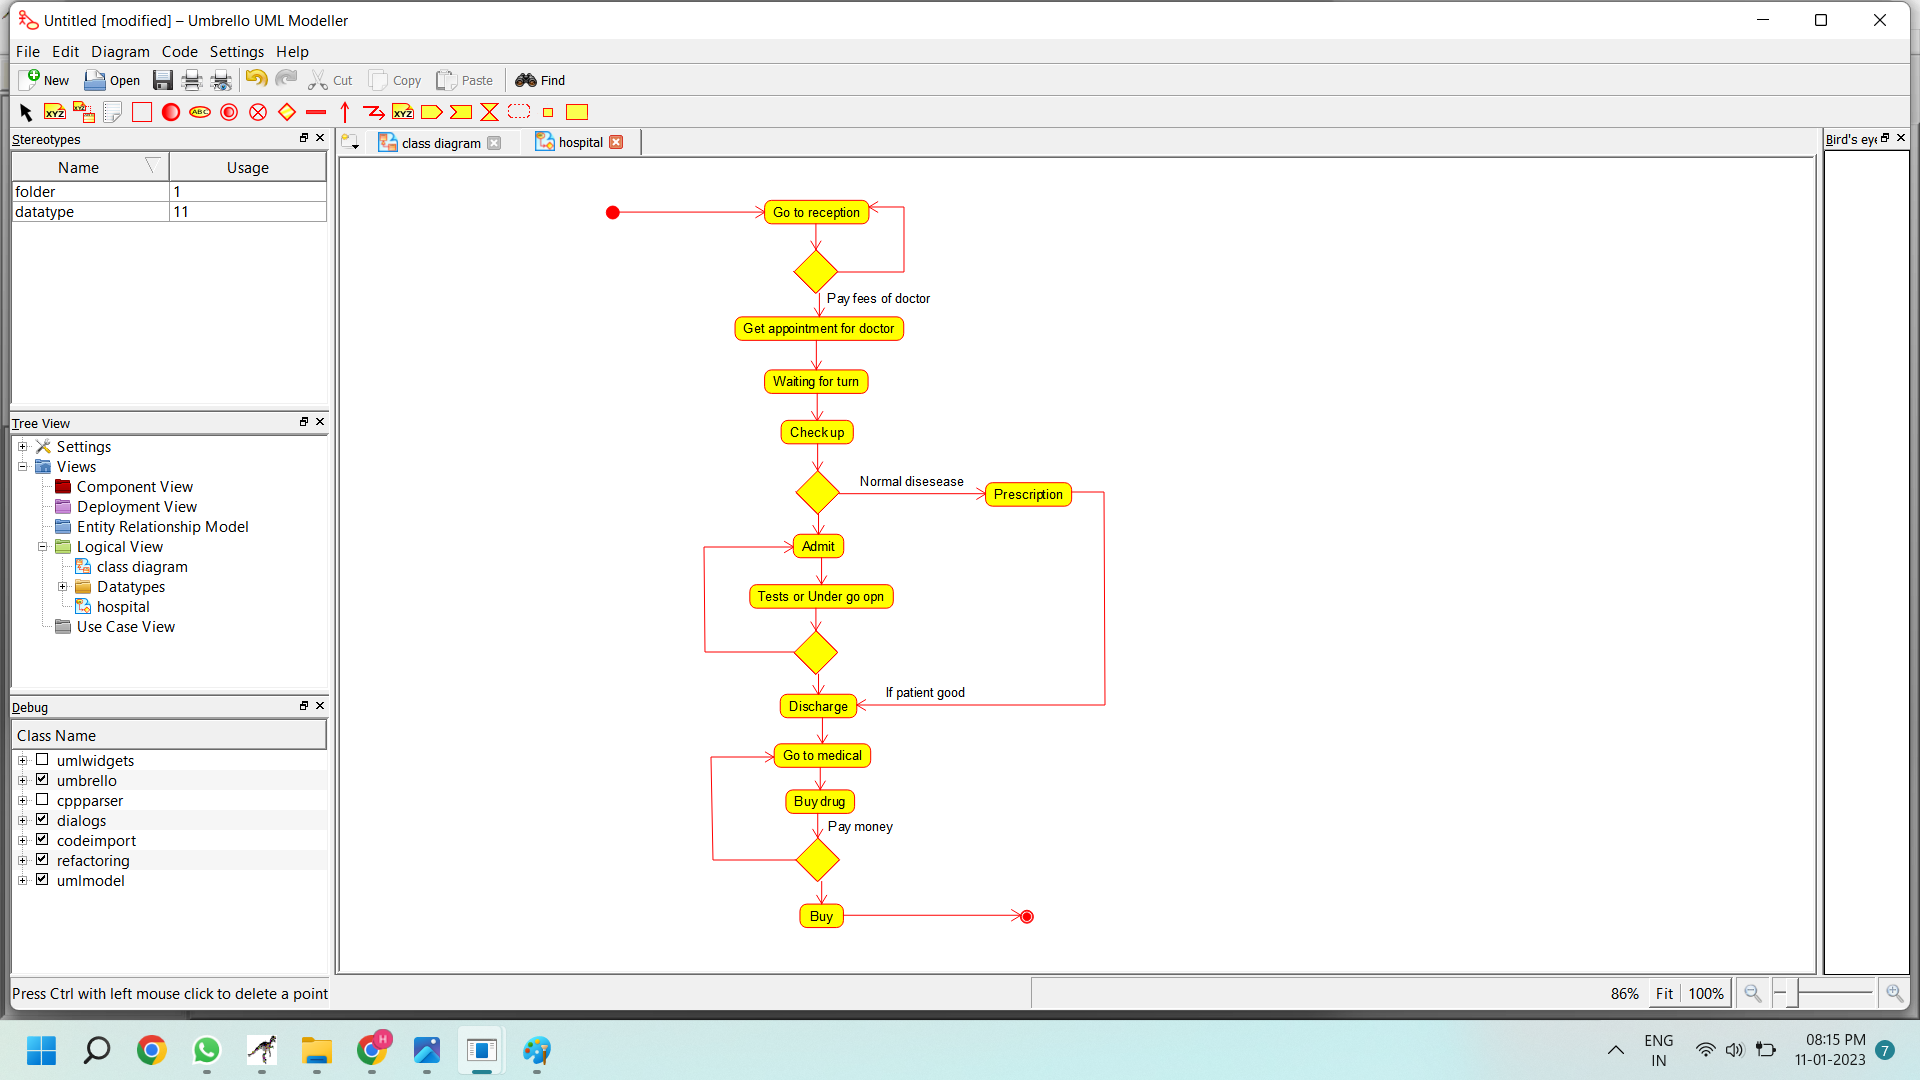 Untitled [modified] – Umbrello UML Modeller
File Edit Diagram Code Settings Help
New Open Cut Copy Paste Find
XYZ XYZ ABC XYZ
Stereotypes
Name Usage
folder 1
datatype 11
Tree View
Settings
Views
Component View
Deployment View
Entity Relationship Model
Logical View
class diagram
Datatypes
hospital
Use Case View
Debug
Class Name
umlwidgets
umbrello
cppparser
dialogs
codeimport
refactoring
umlmodel
class diagram hospital
Bird's eye
Go to reception
Pay fees of doctor
Get appointment for doctor
Waiting for turn
Check up
Normal disesease
Prescription
Admit
Tests or Under go opn
If patient good
Discharge
Go to medical
Buy drug
Pay money
Buy
Press Ctrl with left mouse click to delete a point
86% Fit 100%
H
ENG
IN
08:15 PM
11-01-2023
7